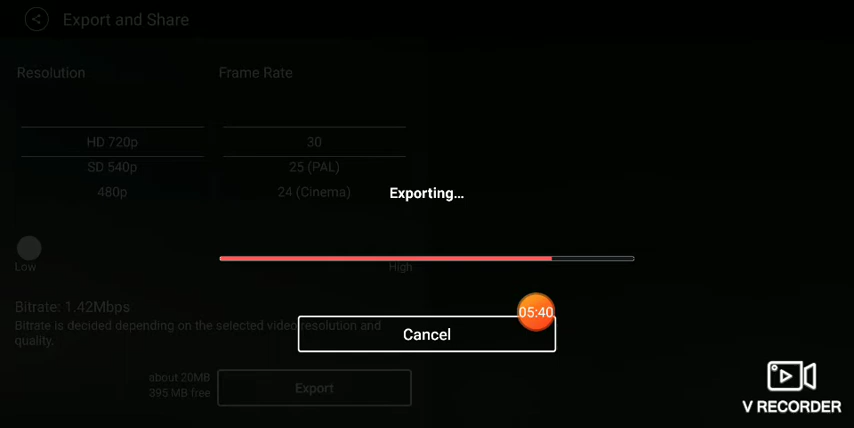 Export and Share
Resolution
Frame Rate
HD 720p
30
SD 540p
25 (PAL)
480p
24 (Cinema)
Exporting...
Low
High
Bitrate: 1.42Mbps
Bitrate is decided depending on the selected video resolution and
quality.
05:40
Cancel
about 20MB
395 MB free
Export
V RECORDER